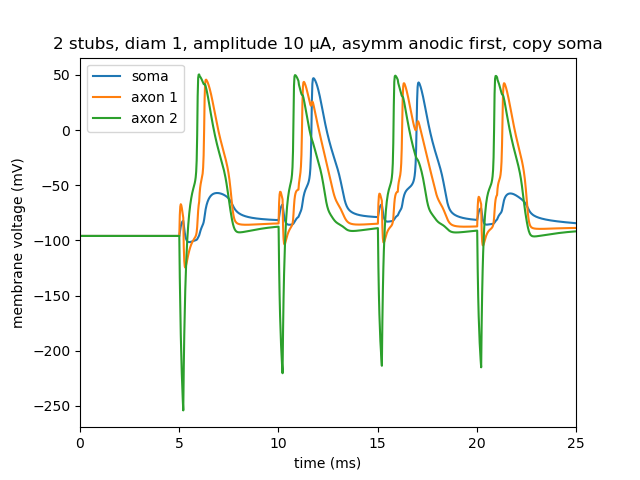 2 stubs, diam 1, amplitude 10 μA, asymm anodic first, copy soma
soma
axon 1
axon 2
membrane voltage (mV)
50
0
−50
−100
−150
−200
−250
0 5 10 15 20 25
time (ms)